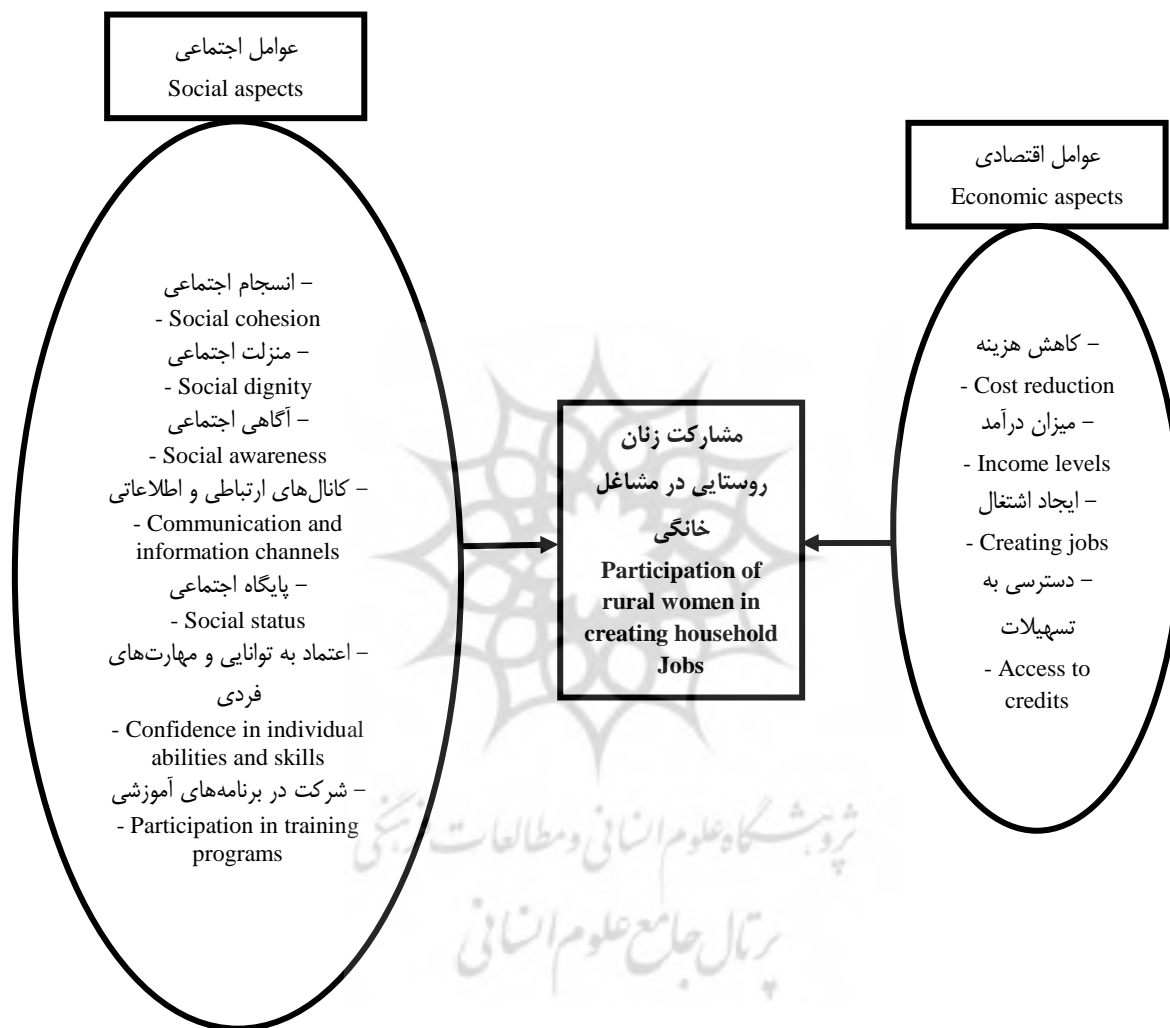 عوامل اجتماعی
Social aspects
– انسجام اجتماعی
- Social cohesion
– منزلت اجتماعی
- Social dignity
– آگاهی اجتماعی
- Social awareness
– کانال‌های ارتباطی و اطلاعاتی
- Communication and
information channels
– پایگاه اجتماعی
- Social status
– اعتماد به توانایی و مهارت‌های
فردی
- Confidence in individual
abilities and skills
– شرکت در برنامه‌های آموزشی
- Participation in training
programs
مشارکت زنان
روستایی در مشاغل
خانگی
Participation of
rural women in
creating household
Jobs
عوامل اقتصادی
Economic aspects
– کاهش هزینه
- Cost reduction
– میزان درآمد
- Income levels
– ایجاد اشتغال
- Creating jobs
– دسترسی به
تسهیلات
- Access to
credits
پژوهشگاه علوم انسانی و مطالعات فرهنگی
پرتال جامع علوم انسانی